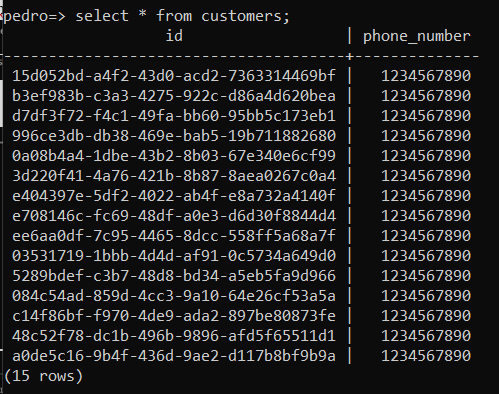 pedro=> select * from customers;
id | phone_number
--------------------------------------+--------------
15d052bd-a4f2-43d0-acd2-7363314469bf | 1234567890
b3ef983b-c3a3-4275-922c-d86a4d620bea | 1234567890
d7df3f72-f4c1-49fa-bb60-95bb5c173eb1 | 1234567890
996ce3db-db38-469e-bab5-19b711882680 | 1234567890
0a08b4a4-1dbe-43b2-8b03-67e340e6cf99 | 1234567890
3d220f41-4a76-421b-8b87-8aea0267c0a4 | 1234567890
e404397e-5df2-4022-ab4f-e8a732a4140f | 1234567890
e708146c-fc69-48df-a0e3-d6d30f8844d4 | 1234567890
ee6aa0df-7c95-4465-8dcc-558ff5a68a7f | 1234567890
03531719-1bbb-4d4d-af91-0c5734a649d0 | 1234567890
5289bdef-c3b7-48d8-bd34-a5eb5fa9d966 | 1234567890
084c54ad-859d-4cc3-9a10-64e26cf53a5a | 1234567890
c14f86bf-f970-4de9-ada2-897be80873fe | 1234567890
48c52f78-dc1b-496b-9896-afd5f65511d1 | 1234567890
a0de5c16-9b4f-436d-9ae2-d117b8bf9b9a | 1234567890
(15 rows)